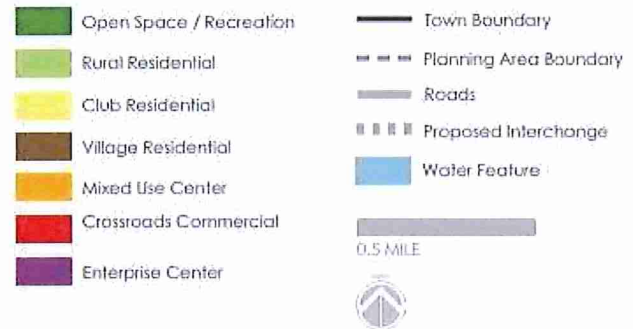 Open Space / Recreation
Rural Residential
Club Residential
Village Residential
Mixed Use Center
Crossroads Commercial
Enterprise Center
Town Boundary
Planning Area Boundary
Roads
Proposed Interchange
Water Feature
0.5 MILE